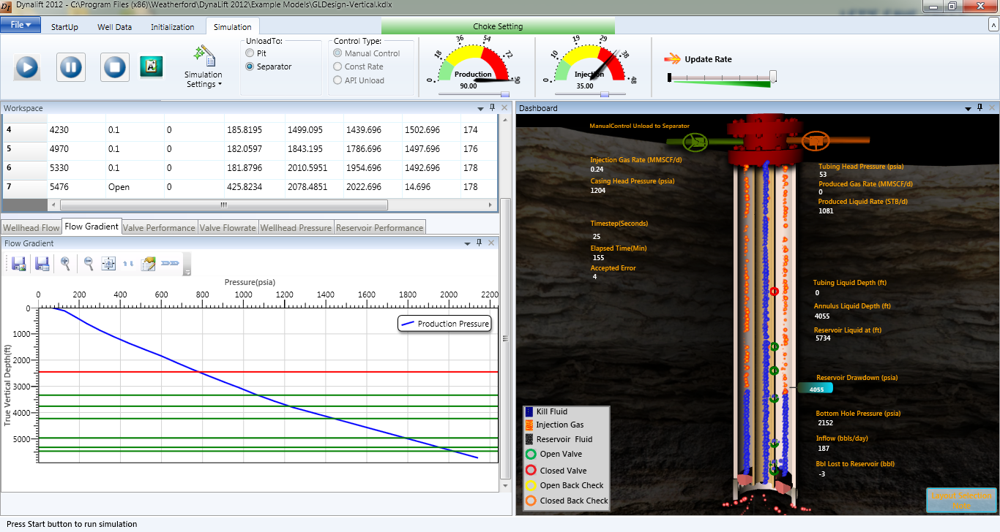 Dynalift 2012 - C:\Program Files (x86)\Weatherford\DynaLift 2012\Example Models\GLDesign-Vertical.kdlx
File StartUp Well Data Initialization Simulation Choke Setting
Simulation Settings
UnloadTo:
Pit
Separator
Control Type:
Manual Control
Const Rate
API Unload
0 18 36 54 72 90
Production
90.00
0 10 19 29 38 48
Injection
35.00
Update Rate
Workspace
4 4230 0.1 0 185.8195 1499.095 1439.696 1502.696 174
5 4970 0.1 0 182.0597 1843.195 1786.696 1497.696 176
6 5330 0.1 0 181.8796 2010.5951 1954.696 1492.696 178
7 5476 Open 0 425.8234 2078.4851 2022.696 14.696 178
Wellhead Flow Flow Gradient Valve Performance Valve Flowrate Wellhead Pressure Reservoir Performance
Flow Gradient
Pressure(psia)
0 200 400 600 800 1000 1200 1400 1600 1800 2000 2200
True Vertical Depth(ft)
0
1000
2000
3000
4000
5000
Production Pressure
Dashboard
ManualControl Unload to Separator
Injection Gas Rate (MMSCF/d)
0.24
Casing Head Pressure (psia)
1204
Timestep(Seconds)
25
Elapsed Time(Min)
155
Accepted Error
4
Tubing Head Pressure (psia)
53
Produced Gas Rate (MMSCF/d)
0
Produced Liquid Rate (STB/d)
1081
Tubing Liquid Depth (ft)
0
Annulus Liquid Depth (ft)
4055
Reservoir Liquid at (ft)
5734
Reservoir Drawdown (psia)
4055
Bottom Hole Pressure (psia)
2152
Inflow (bbls/day)
187
Bbl Lost to Reservoir (bbl)
-3
Kill Fluid
Injection Gas
Reservoir Fluid
Open Valve
Closed Valve
Open Back Check
Closed Back Check
Layout Selection
Note
Press Start button to run simulation